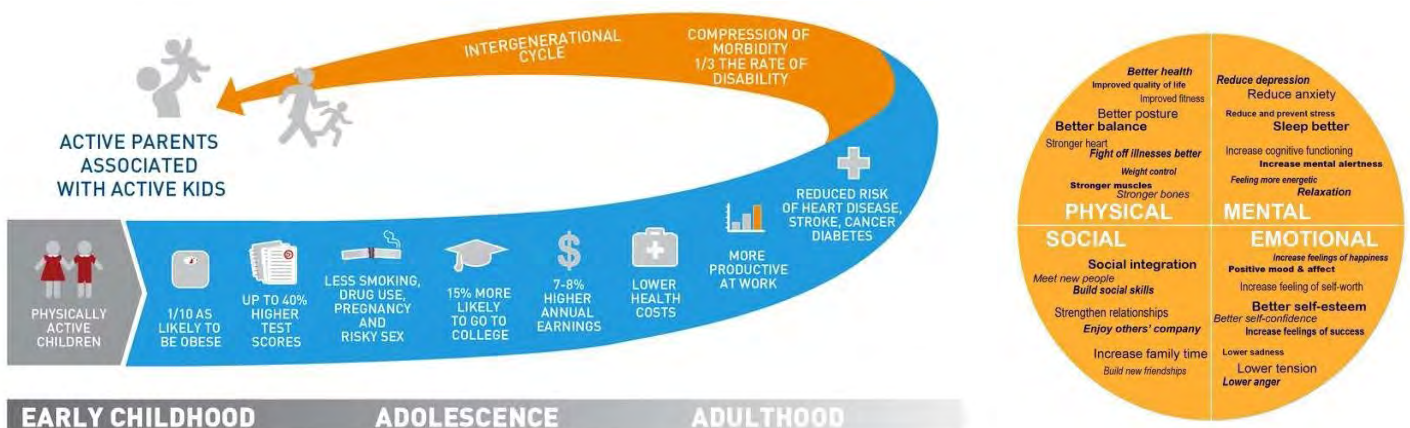 INTERGENERATIONAL
CYCLE
COMPRESSION OF
MORBIDITY
1/3 THE RATE OF
DISABILITY
ACTIVE PARENTS
ASSOCIATED
WITH ACTIVE KIDS
PHYSICALLY
ACTIVE
CHILDREN
1/10 AS
LIKELY TO
BE OBESE
UP TO 40%
HIGHER
TEST
SCORES
LESS SMOKING,
DRUG USE,
PREGNANCY
AND
RISKY SEX
15% MORE
LIKELY
TO GO TO
COLLEGE
$
7-8%
HIGHER
ANNUAL
EARNINGS
LOWER
HEALTH
COSTS
MORE
PRODUCTIVE
AT WORK
REDUCED RISK
OF HEART DISEASE,
STROKE, CANCER
DIABETES
EARLY CHILDHOOD
ADOLESCENCE
ADULTHOOD
Better health
Improved quality of life
Improved fitness
Better posture
Better balance
Stronger heart
Fight off illnesses better
Weight control
Stronger muscles
Stronger bones
PHYSICAL
Reduce depression
Reduce anxiety
Reduce and prevent stress
Sleep better
Increase cognitive functioning
Increase mental alertness
Feeling more energetic
Relaxation
MENTAL
SOCIAL
Social integration
Meet new people
Build social skills
Strengthen relationships
Enjoy others' company
Increase family time
Build new friendships
EMOTIONAL
Increase feelings of happiness
Positive mood & affect
Increase feeling of self-worth
Better self-esteem
Better self-confidence
Increase feelings of success
Lower sadness
Lower tension
Lower anger